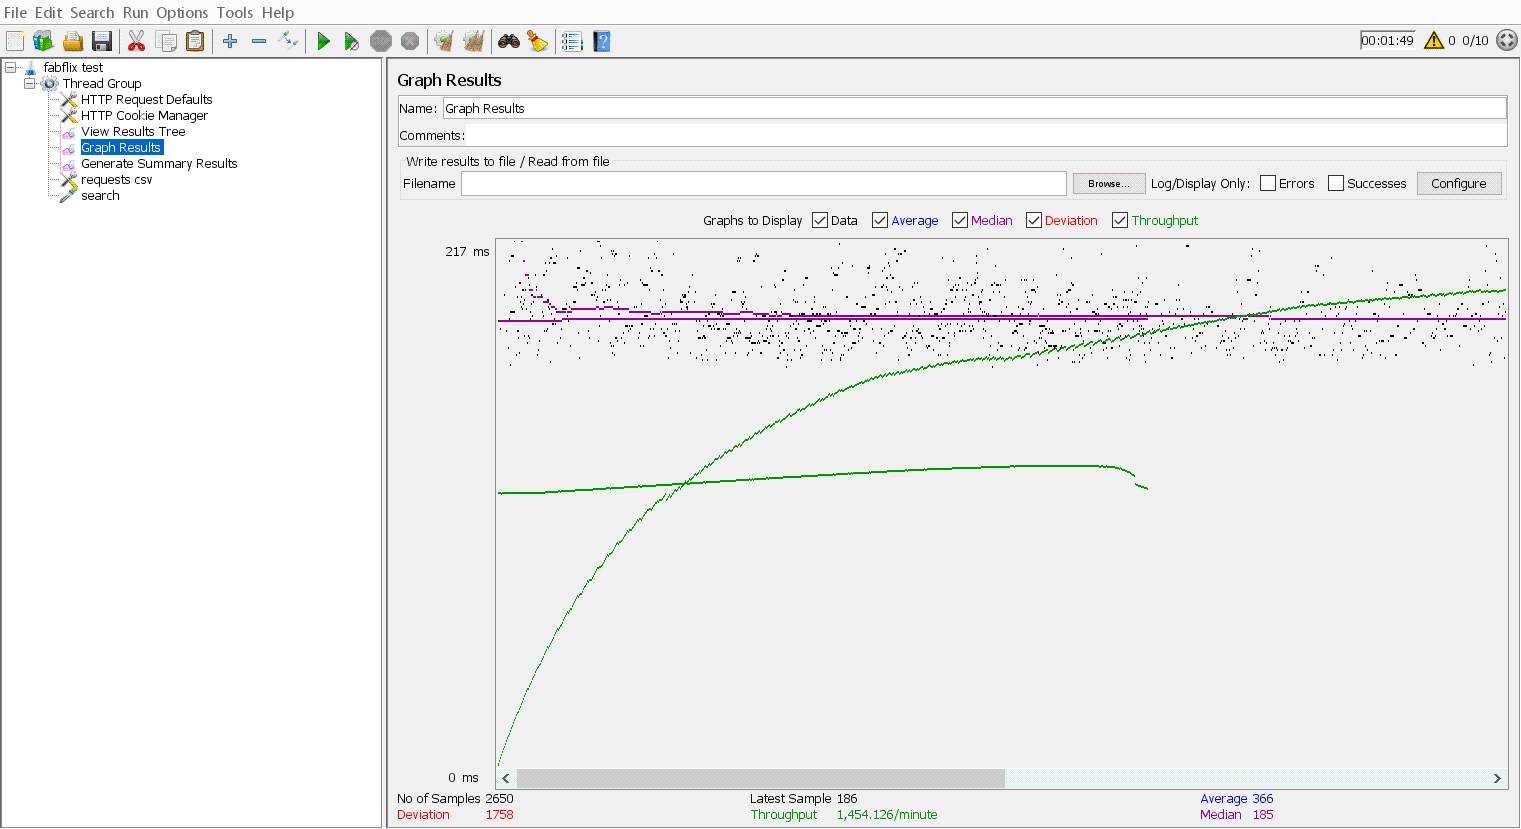 File Edit Search Run Options Tools Help
00:01:49 0 0/10
fabflix test
Thread Group
HTTP Request Defaults
HTTP Cookie Manager
View Results Tree
Graph Results
Generate Summary Results
requests csv
search
Graph Results
Name: Graph Results
Comments:
Write results to file / Read from file
Filename Browse... Log/Display Only: Errors Successes Configure
Graphs to Display Data Average Median Deviation Throughput
217 ms
0 ms
No of Samples 2650 Latest Sample 186 Average 366
Deviation 1758 Throughput 1,454.126/minute Median 185